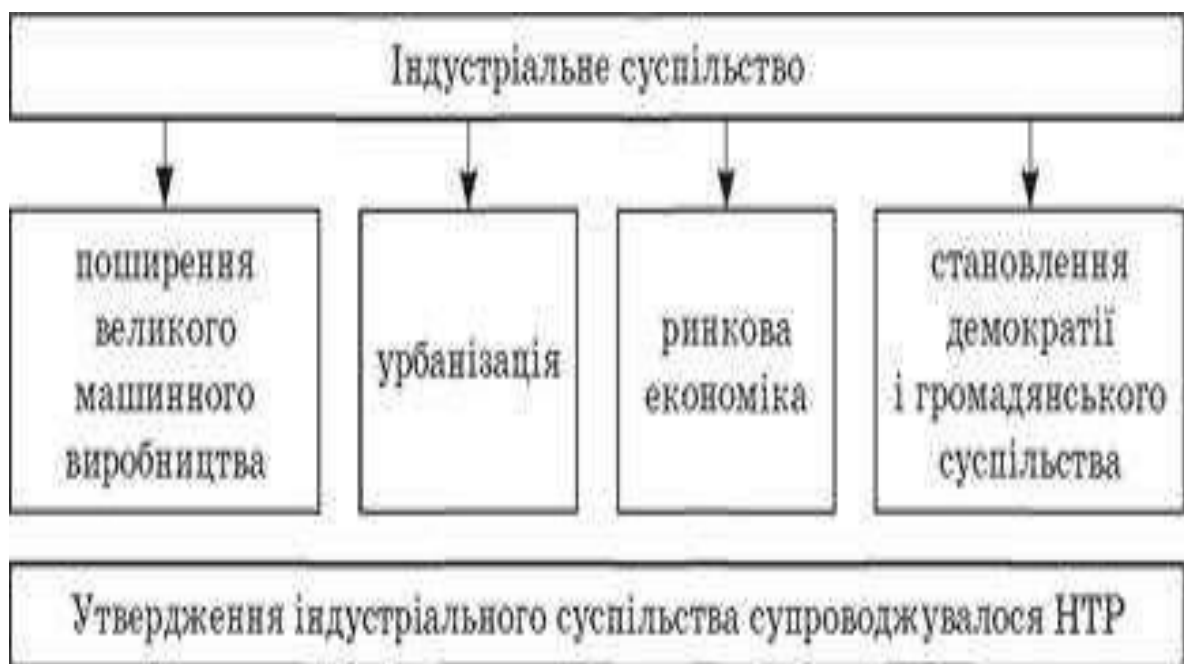 Індустріальне суспільство
поширення
великого
машинного
виробництва
урбанізація
ринкова
економіка
становлення
демократії
і громадянського
суспільства
Утвердження індустріального суспільства супроводжувалося НТР